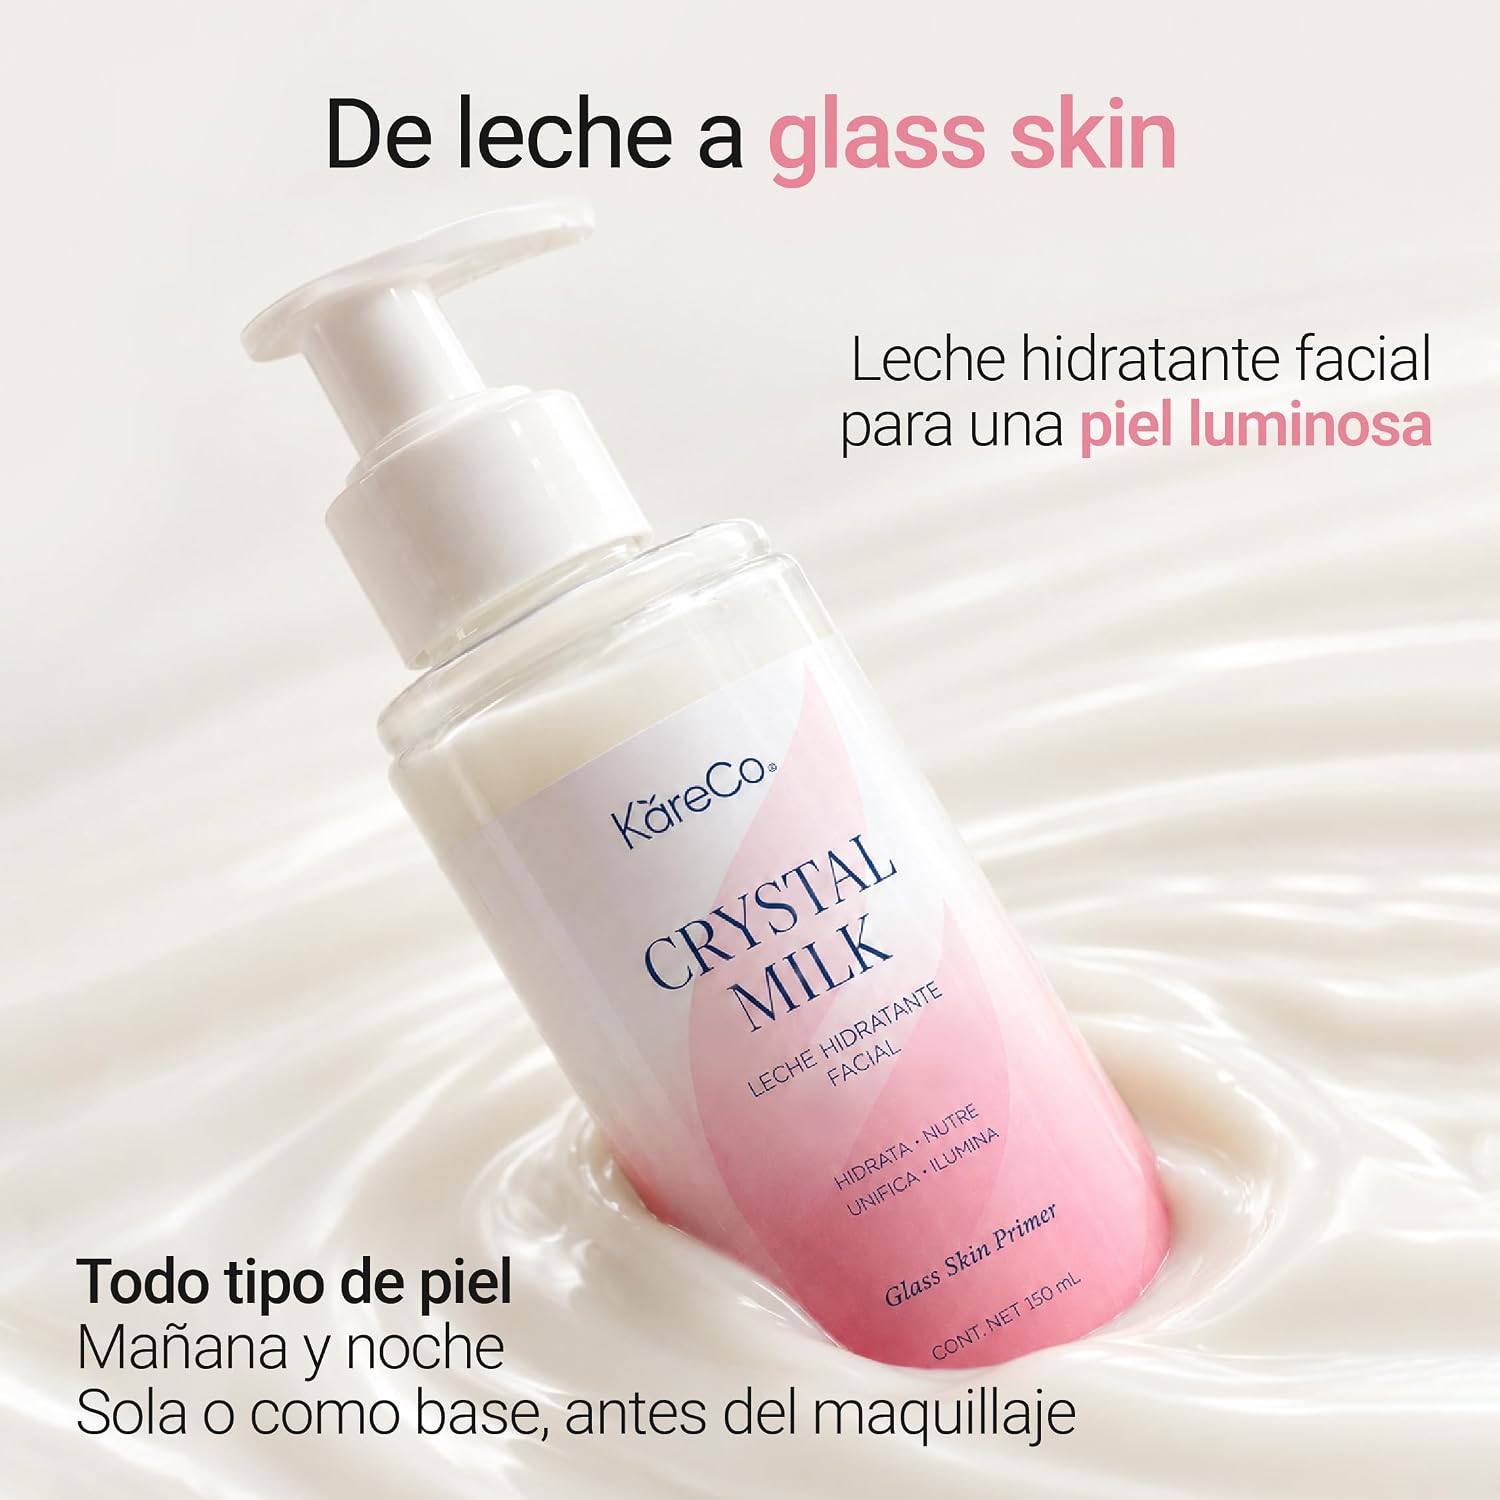 De leche a glass skin
Leche hidratante facial
para una piel luminosa
KăreCo®
CRYSTAL
MILK
LECHE HIDRATANTE
FACIAL
HIDRATA • NUTRE
UNIFICA • ILUMINA
Glass Skin Primer
CONT. NET 150 mL
Todo tipo de piel
Mañana y noche
Sola o como base, antes del maquillaje